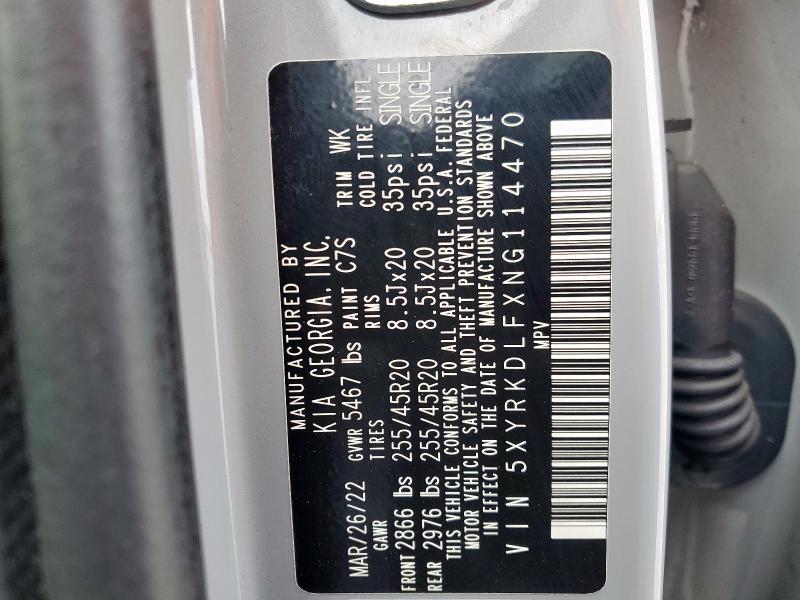 MANUFACTURED BY
KIA GEORGIA, INC.
MAR/26/22 GVWR 5467 lbs PAINT C7S TRIM WK
GAWR TIRES RIMS COLD TIRE INFL
FRONT 2866 lbs 255/45R20 8.5Jx20 35psi SINGLE
REAR 2976 lbs 255/45R20 8.5Jx20 35psi SINGLE
THIS VEHICLE CONFORMS TO ALL APPLICABLE U.S.A. FEDERAL
MOTOR VEHICLE SAFETY AND THEFT PREVENTION STANDARDS
IN EFFECT ON THE DATE OF MANUFACTURE SHOWN ABOVE
VIN 5XYRKDLFXNG114470
MPV